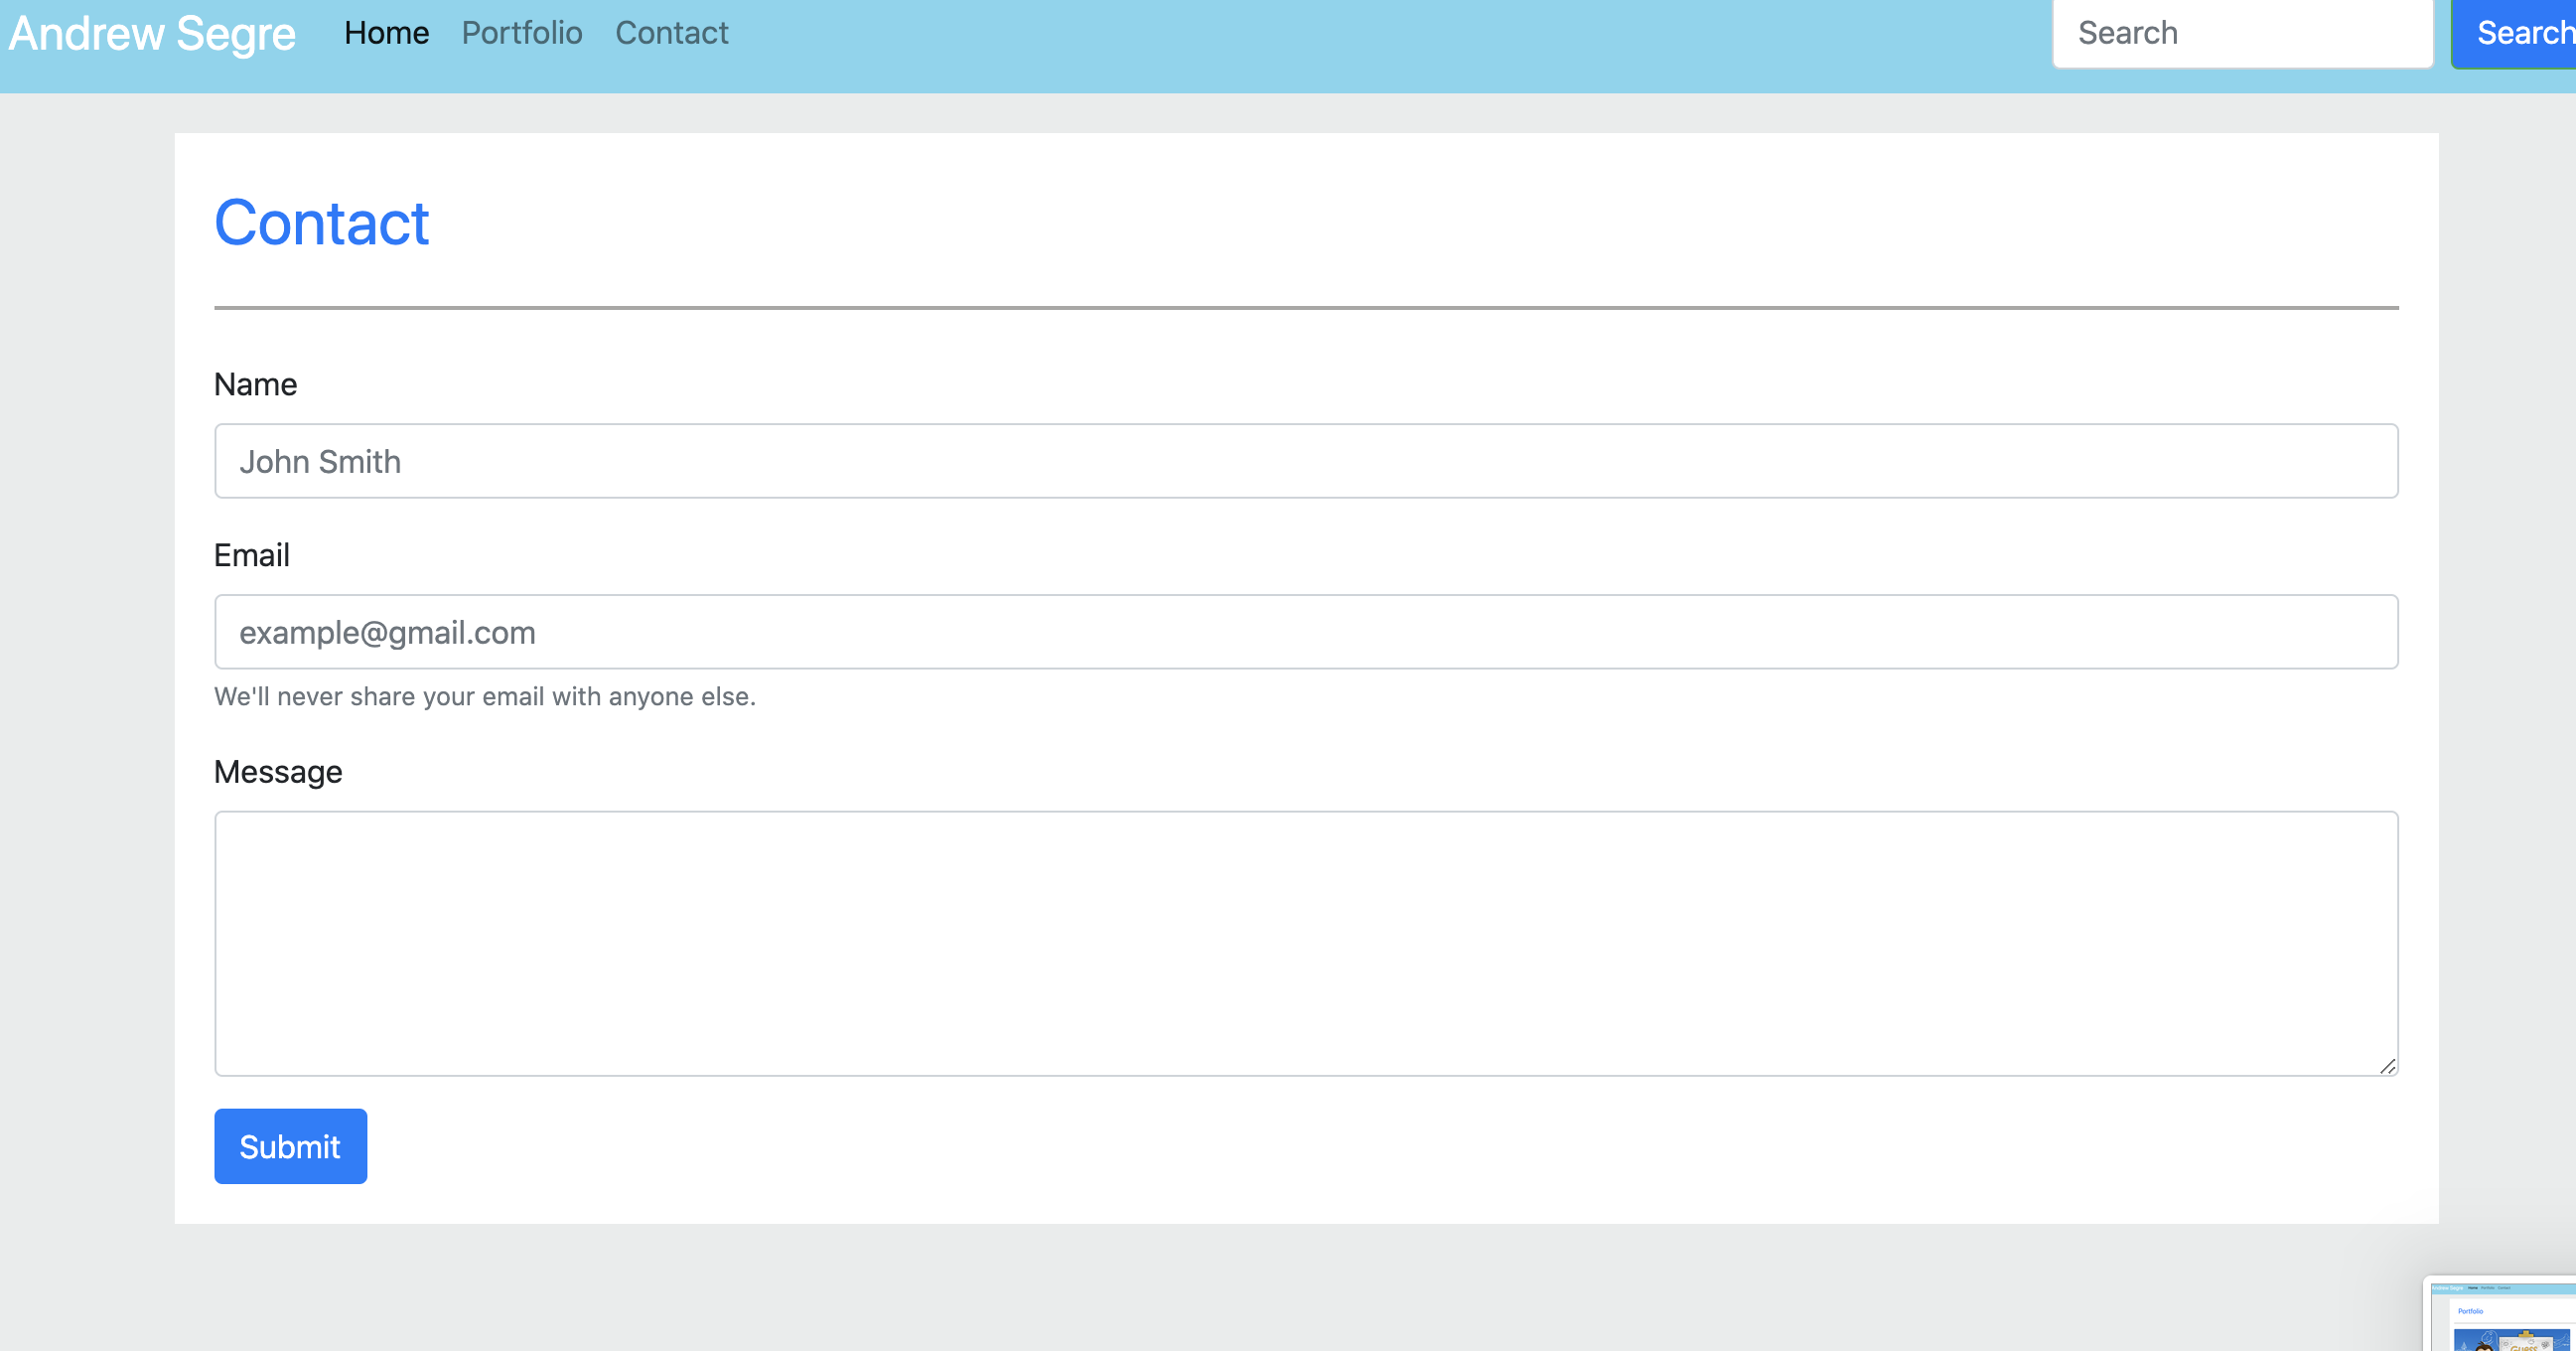 Andrew Segre Home Portfolio Contact Search Search
Contact
Name
John Smith
Email
example@gmail.com
We'll never share your email with anyone else.
Message
Submit
Portfolio